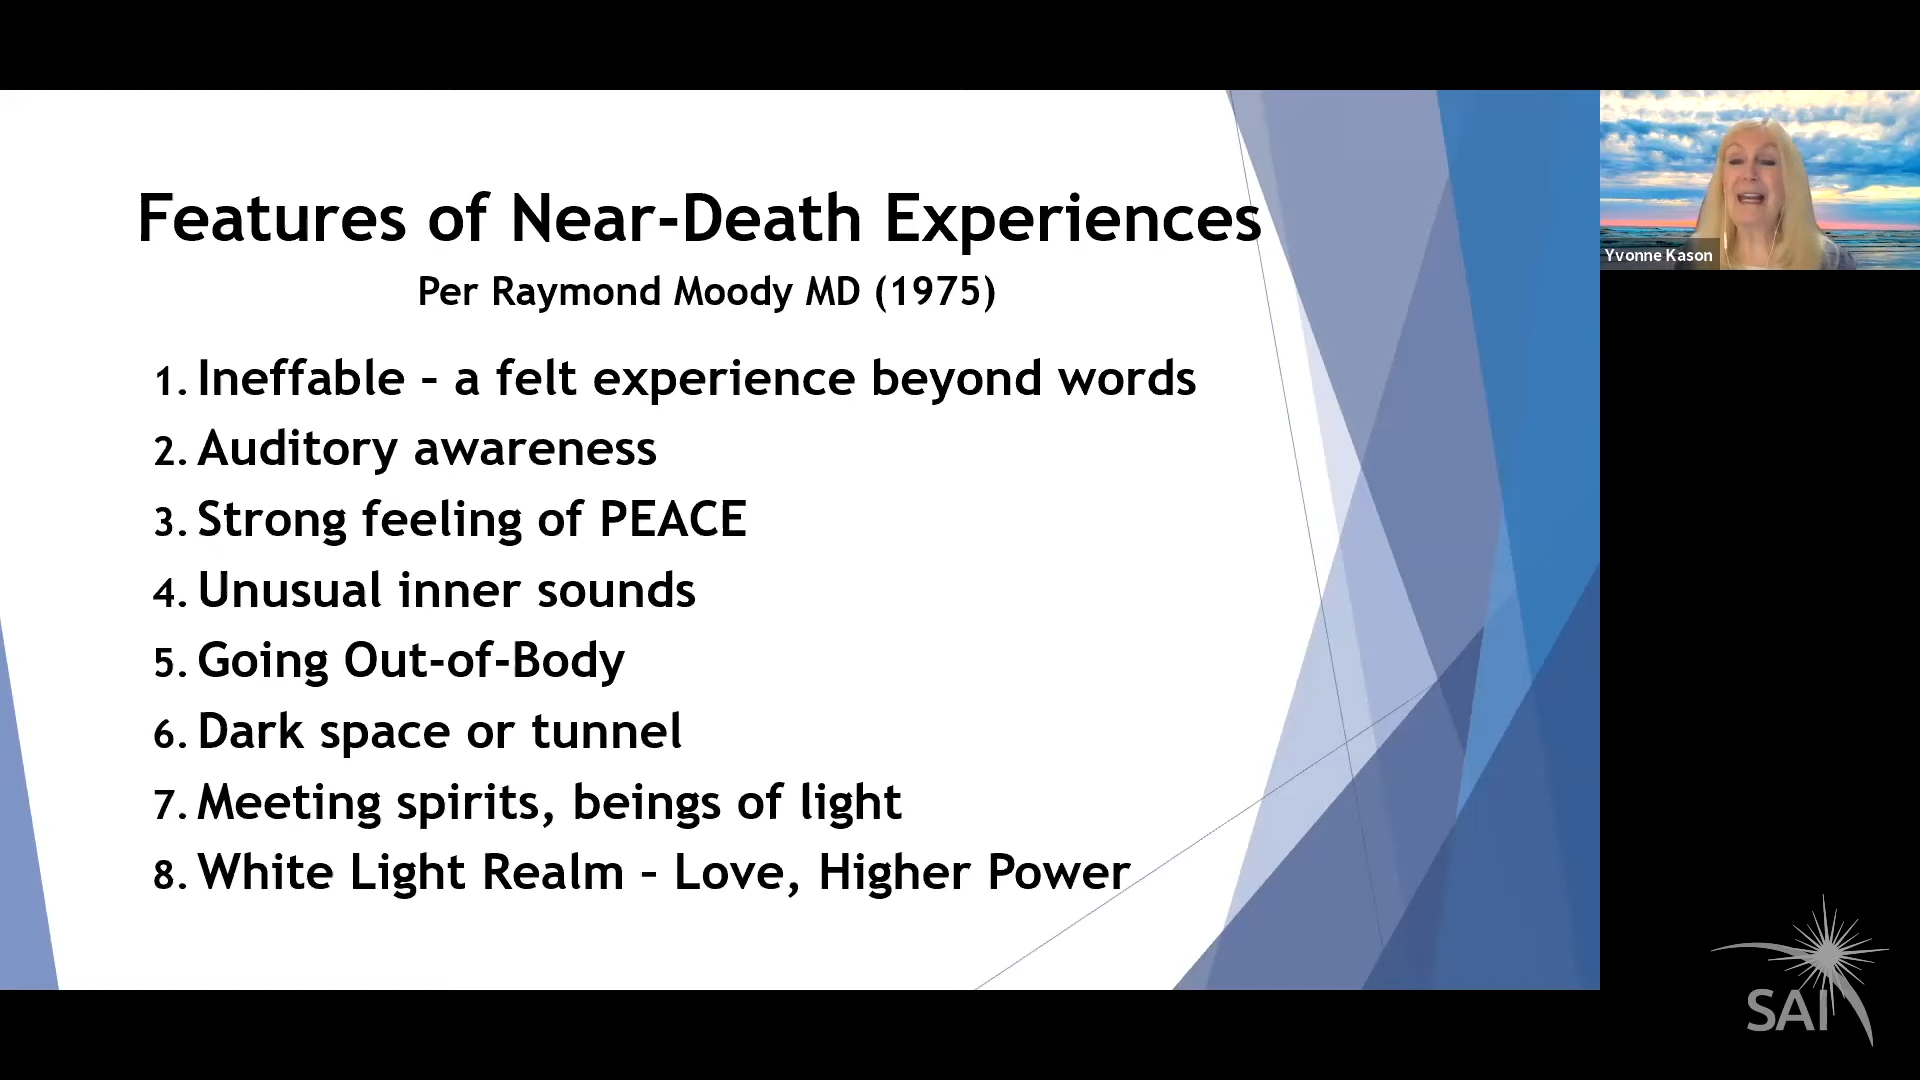 Features of Near-Death Experiences
Per Raymond Moody MD (1975)
1. Ineffable – a felt experience beyond words
2. Auditory awareness
3. Strong feeling of PEACE
4. Unusual inner sounds
5. Going Out-of-Body
6. Dark space or tunnel
7. Meeting spirits, beings of light
8. White Light Realm – Love, Higher Power
Yvonne Kason
SAI